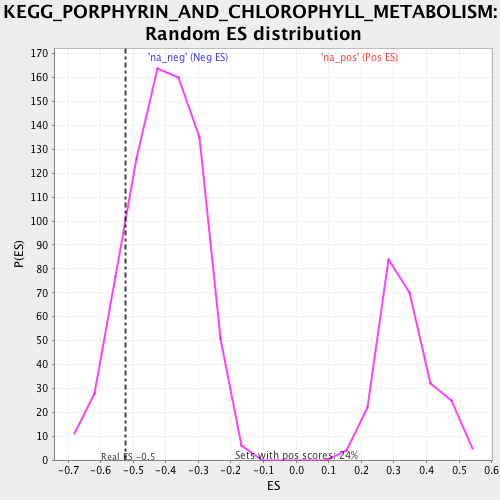 KEGG_PORPHYRIN_AND_CHLOROPHYLL_METABOLISM:
Random ES distribution
'na_neg' (Neg ES)
'na_pos' (Pos ES)
170
160
150
140
130
120
110
100
90
80
70
60
50
40
30
20
10
0
P(ES)
Real ES -0.5
Sets with pos scores: 24%
-0.7 -0.6 -0.5 -0.4 -0.3 -0.2 -0.1 0.0 0.1 0.2 0.3 0.4 0.5 0.6
ES